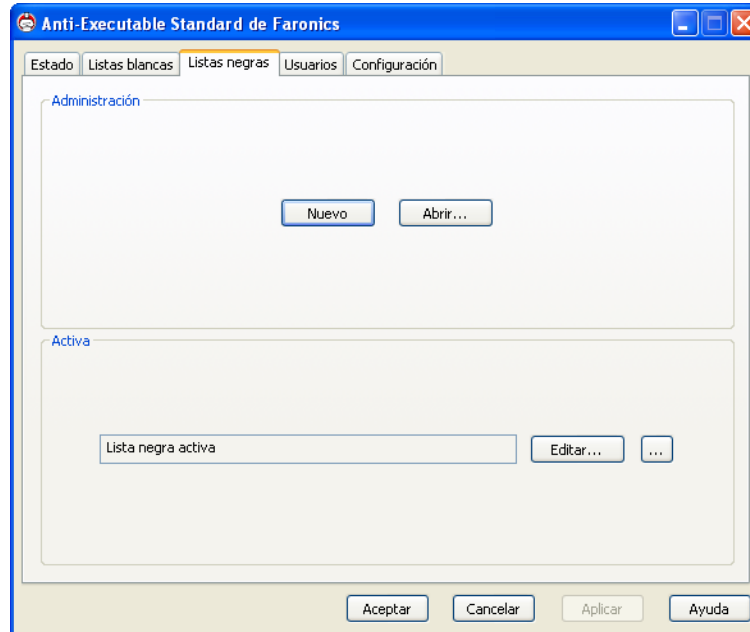 Anti-Executable Standard de Faronics
Estado Listas blancas Listas negras Usuarios Configuración
Administración
Nuevo Abrir...
Activa
Lista negra activa Editar... ...
Aceptar Cancelar Aplicar Ayuda